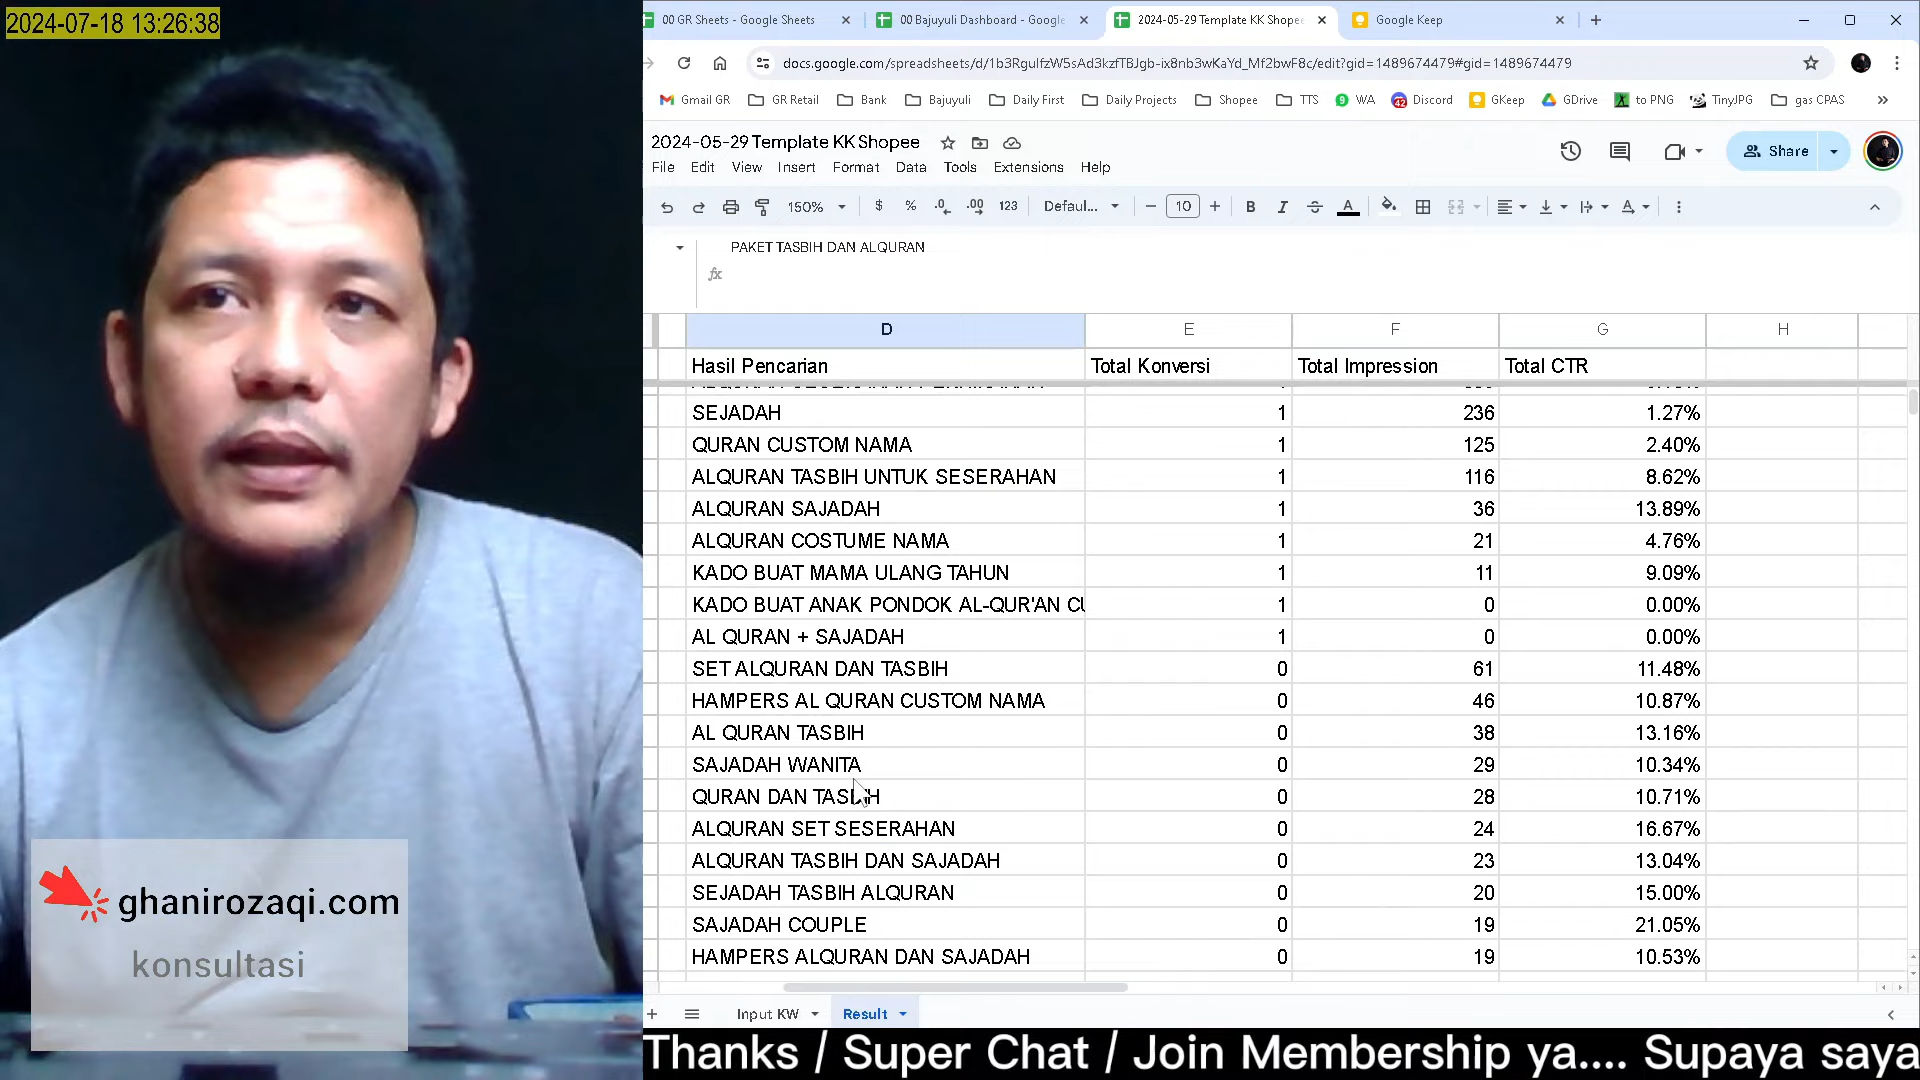 2024-07-18 13:26:38
00 GR Sheets - Google Sheets
00 Bajuyuli Dashboard - Google
2024-05-29 Template KK Shopee
Google Keep
docs.google.com/spreadsheets/d/1b3RgulfzW5sAd3kzfTBJgb-ix8nb3wKaYd_Mf2bwF8c/edit?gid=1489674479#gid=1489674479
Gmail GR GR Retail Bank Bajuyuli Daily First Daily Projects Shopee TTS WA 42 Discord GKeep GDrive to PNG TinyJPG gas CPAS
2024-05-29 Template KK Shopee
Share
File Edit View Insert Format Data Tools Extensions Help
150% $ % .0 .00 123 Defaul... 10 B I A
PAKET TASBIH DAN ALQURAN
fx
D E F G H
Hasil Pencarian Total Konversi Total Impression Total CTR
SEJADAH 1 236 1.27%
QURAN CUSTOM NAMA 1 125 2.40%
ALQURAN TASBIH UNTUK SESERAHAN 1 116 8.62%
ALQURAN SAJADAH 1 36 13.89%
ALQURAN COSTUME NAMA 1 21 4.76%
KADO BUAT MAMA ULANG TAHUN 1 11 9.09%
KADO BUAT ANAK PONDOK AL-QUR'AN CU 1 0 0.00%
AL QURAN + SAJADAH 1 0 0.00%
SET ALQURAN DAN TASBIH 0 61 11.48%
HAMPERS AL QURAN CUSTOM NAMA 0 46 10.87%
AL QURAN TASBIH 0 38 13.16%
SAJADAH WANITA 0 29 10.34%
QURAN DAN TASBIH 0 28 10.71%
ALQURAN SET SESERAHAN 0 24 16.67%
ALQURAN TASBIH DAN SAJADAH 0 23 13.04%
SEJADAH TASBIH ALQURAN 0 20 15.00%
SAJADAH COUPLE 0 19 21.05%
HAMPERS ALQURAN DAN SAJADAH 0 19 10.53%
Input KW Result
ghanirozaqi.com
konsultasi
Thanks / Super Chat / Join Membership ya.... Supaya saya